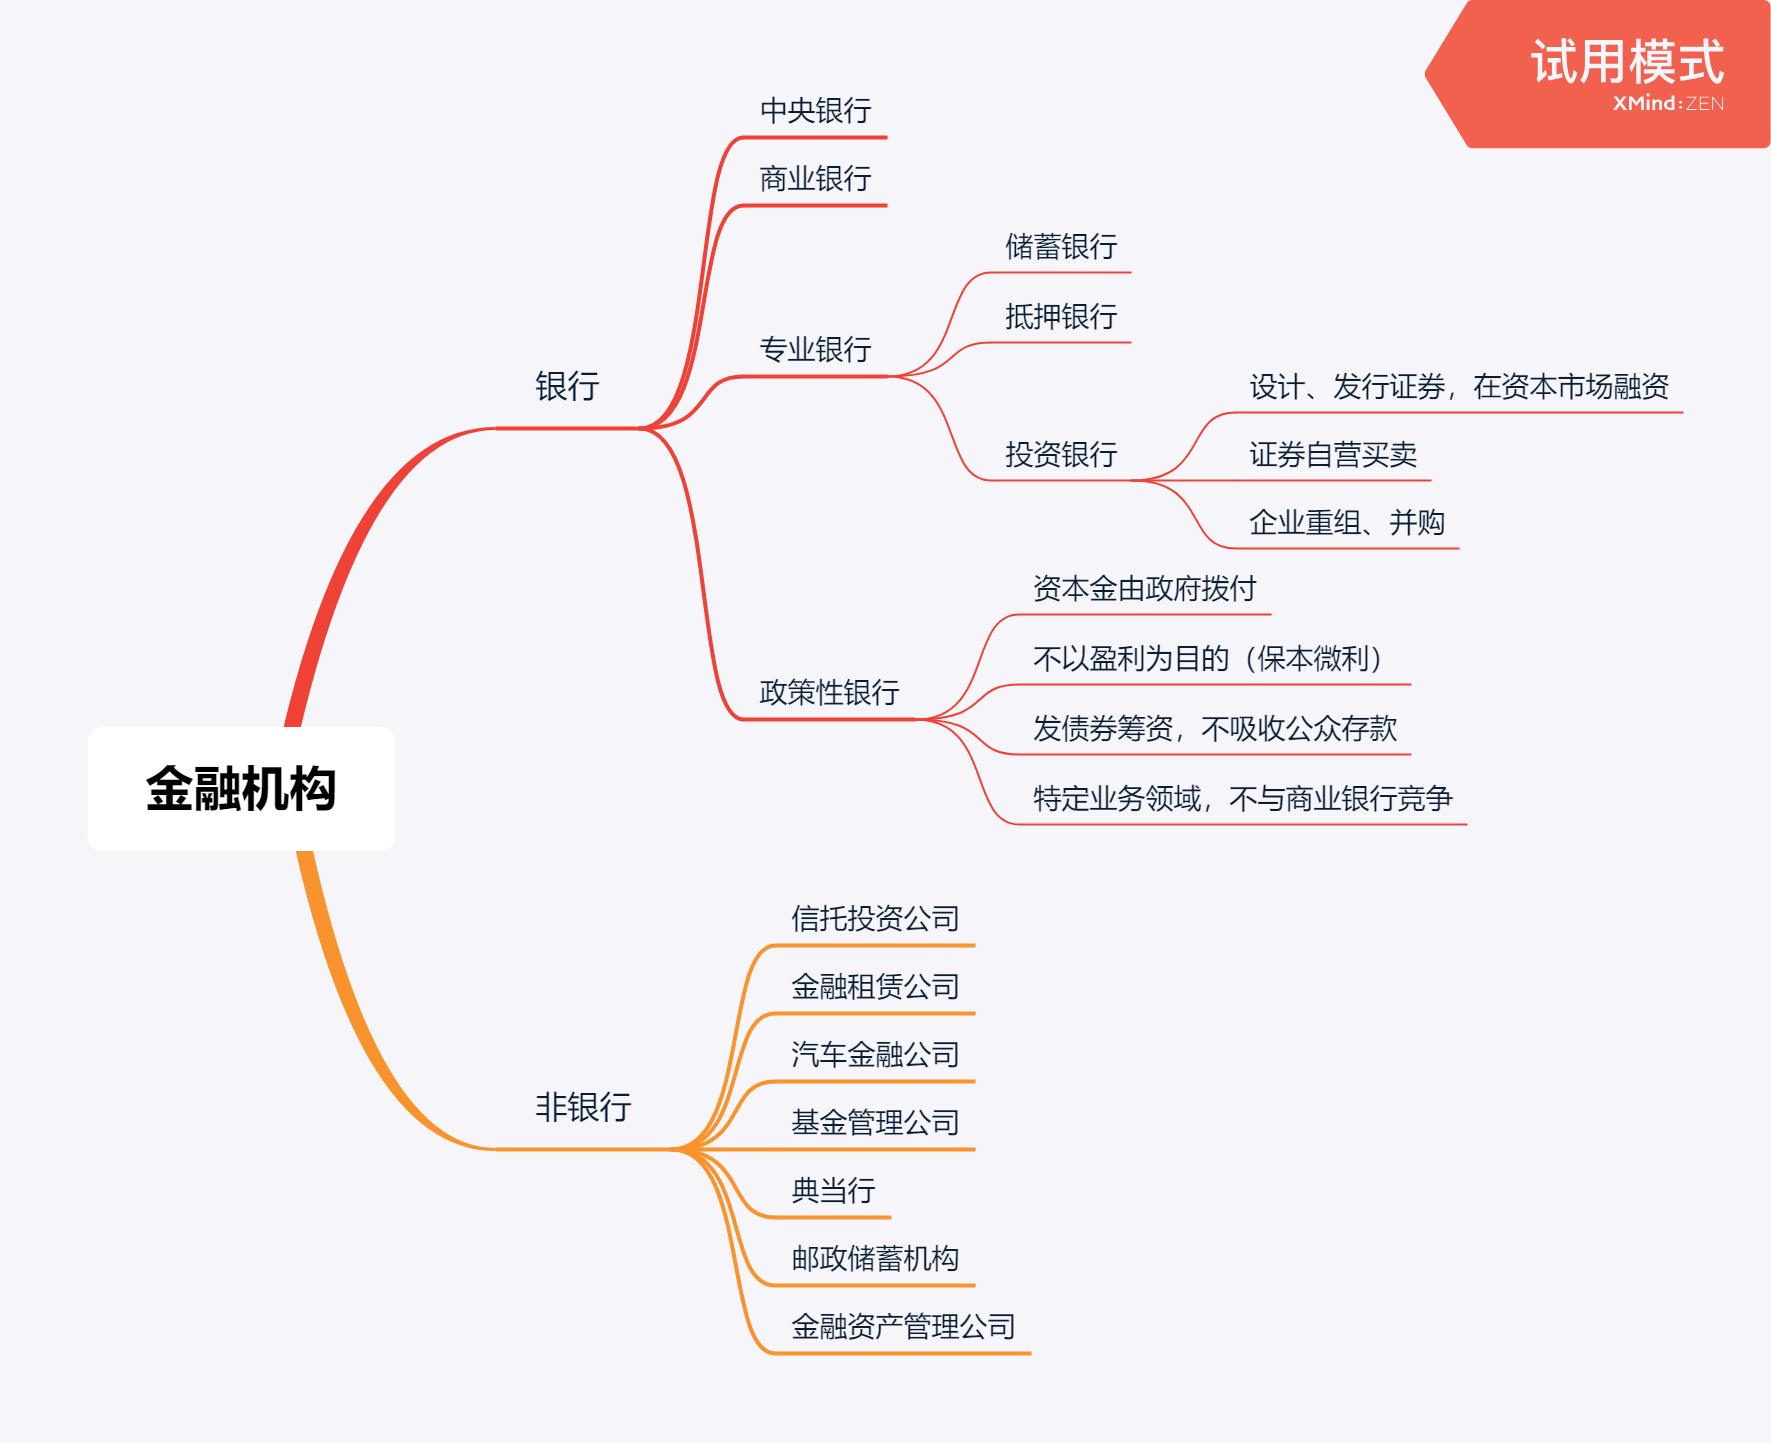 试用模式
XMind:ZEN
金融机构
银行
中央银行
商业银行
专业银行
储蓄银行
抵押银行
投资银行
设计、发行证券，在资本市场融资
证券自营买卖
企业重组、并购
政策性银行
资本金由政府拨付
不以盈利为目的（保本微利）
发债券筹资，不吸收公众存款
特定业务领域，不与商业银行竞争
非银行
信托投资公司
金融租赁公司
汽车金融公司
基金管理公司
典当行
邮政储蓄机构
金融资产管理公司